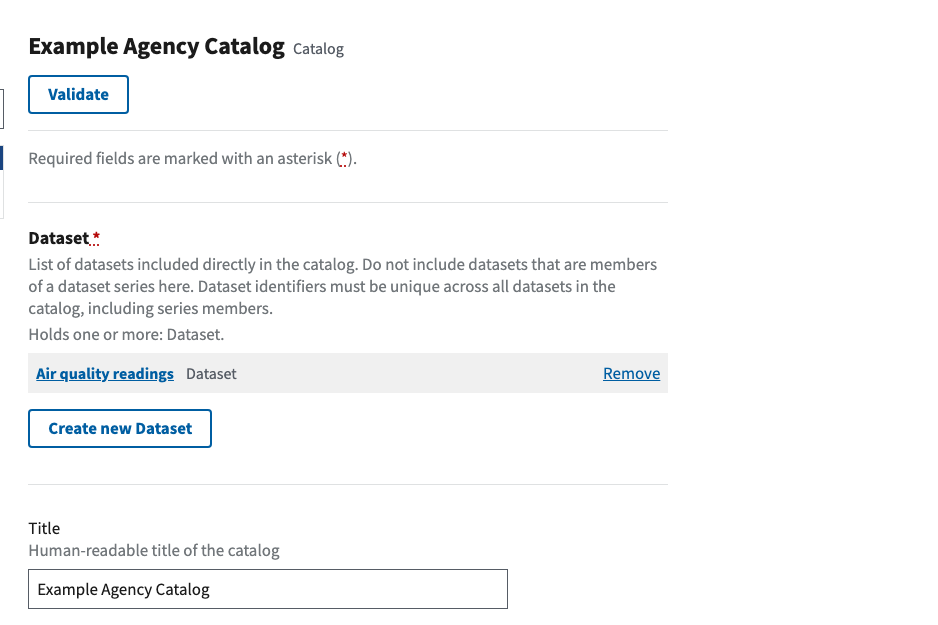 Example Agency Catalog Catalog
Validate
Required fields are marked with an asterisk (*).
Dataset*
List of datasets included directly in the catalog. Do not include datasets that are members
of a dataset series here. Dataset identifiers must be unique across all datasets in the
catalog, including series members.
Holds one or more: Dataset.
Air quality readings Dataset Remove
Create new Dataset
Title
Human-readable title of the catalog
Example Agency Catalog